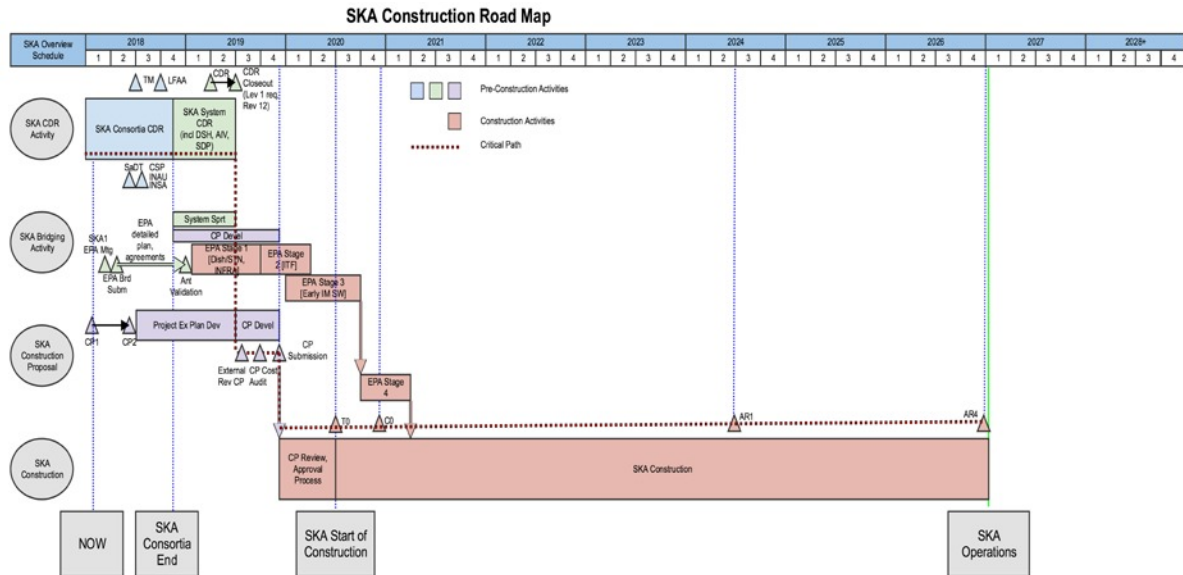 SKA Construction Road Map
SKA Overview
Schedule
2018 2019 2020 2021 2022 2023 2024 2025 2026 2027 2028+
1 2 3 4 1 2 3 4 1 2 3 4 1 2 3 4 1 2 3 4 1 2 3 4 1 2 3 4 1 2 3 4 1 2 3 4 1 2 3 4 1 2 3 4
TM
LFAA
CDR
CDR
Closeout
(Lev 1 req
Rev 12)
Pre-Construction Activities
Construction Activities
Critical Path
SKA CDR
Activity
SKA Consortia CDR
SKA System
CDR
(incl DSH, AIV,
SDP)
SaDT
CSP
INAU
INSA
SKA Bridging
Activity
System Sprt
CP Devel
SKA1
EPA Mtg
EPA
detailed
plan,
agreements
EPA Brd
Subm
Ant
Validation
EPA Stage 1
[Dish/STN,
INFRA]
EPA Stage
2 [ITF]
EPA Stage 3
[Early IM SW]
SKA
Construction
Proposal
CP1
CP2
Project Ex Plan Dev
CP Devel
CP
Submission
External
Rev CP
CP Cost
Audit
EPA Stage
4
T0
C0
AR1
AR4
SKA
Construction
CP Review,
Approval
Process
SKA Construction
NOW
SKA
Consortia
End
SKA Start of
Construction
SKA
Operations